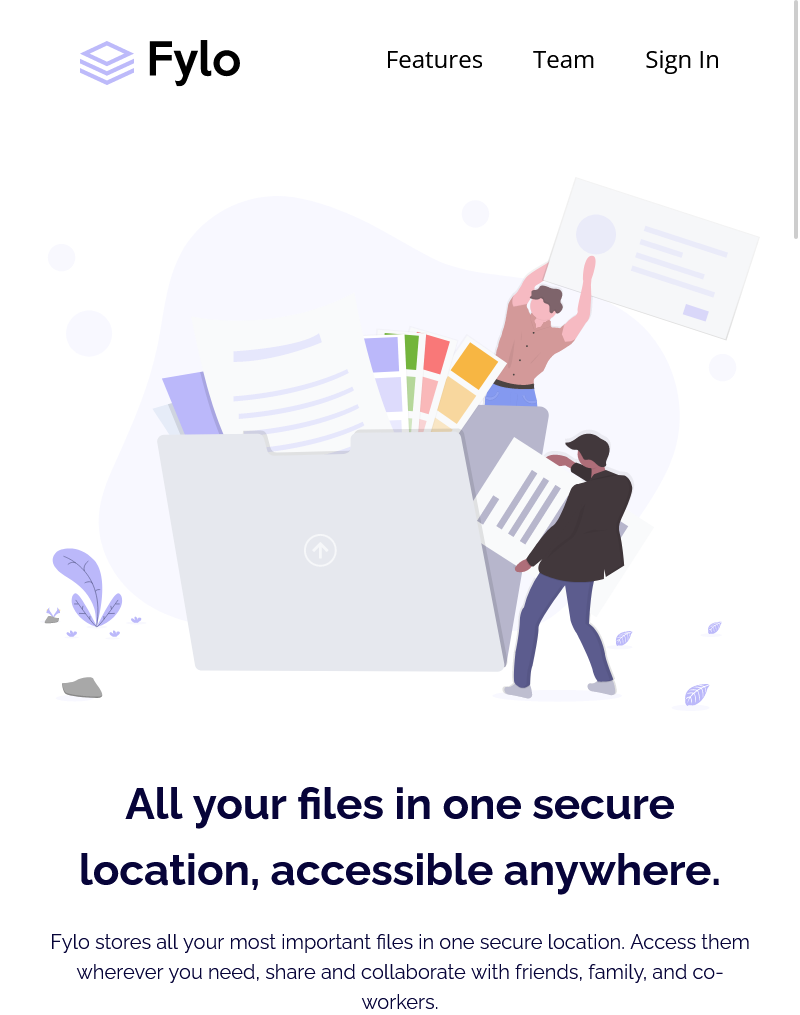 Fylo
Features
Team
Sign In
All your files in one secure
location, accessible anywhere.
Fylo stores all your most important files in one secure location. Access them
wherever you need, share and collaborate with friends, family, and co-
workers.